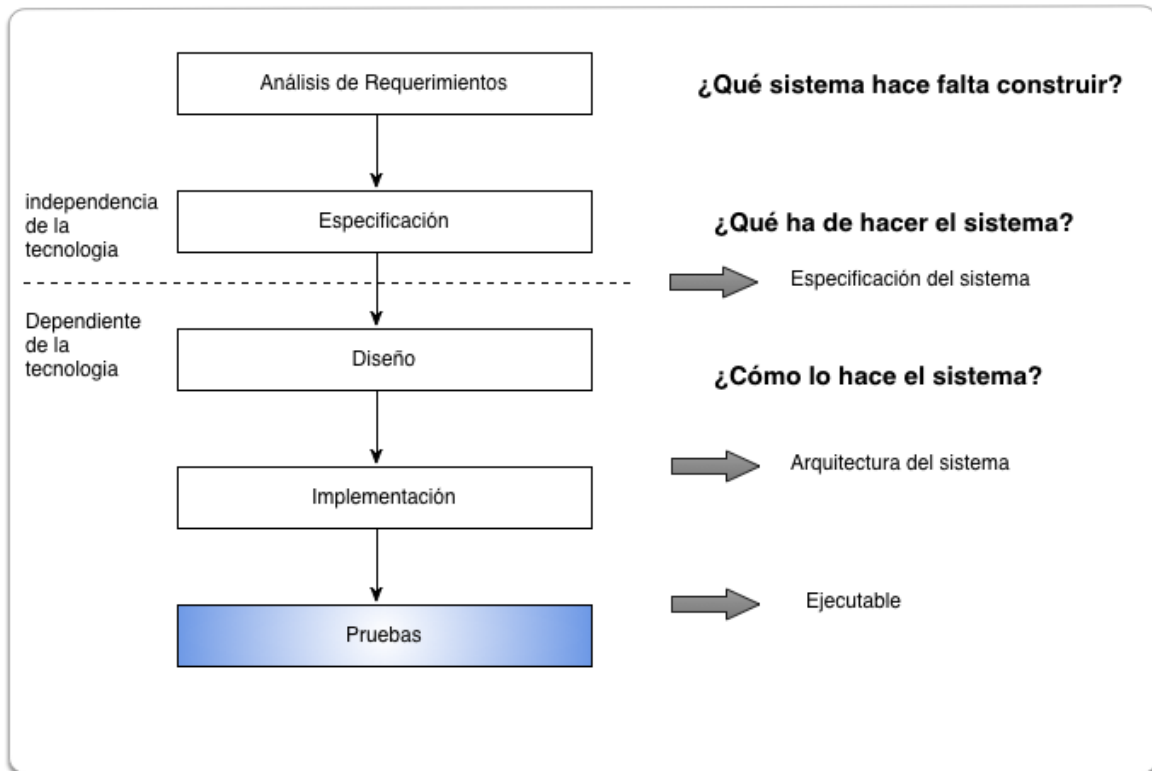 Análisis de Requerimientos
¿Qué sistema hace falta construir?
independencia
de la
tecnologia
Especificación
¿Qué ha de hacer el sistema?
Especificación del sistema
Dependiente
de la
tecnologia
Diseño
¿Cómo lo hace el sistema?
Implementación
Arquitectura del sistema
Pruebas
Ejecutable